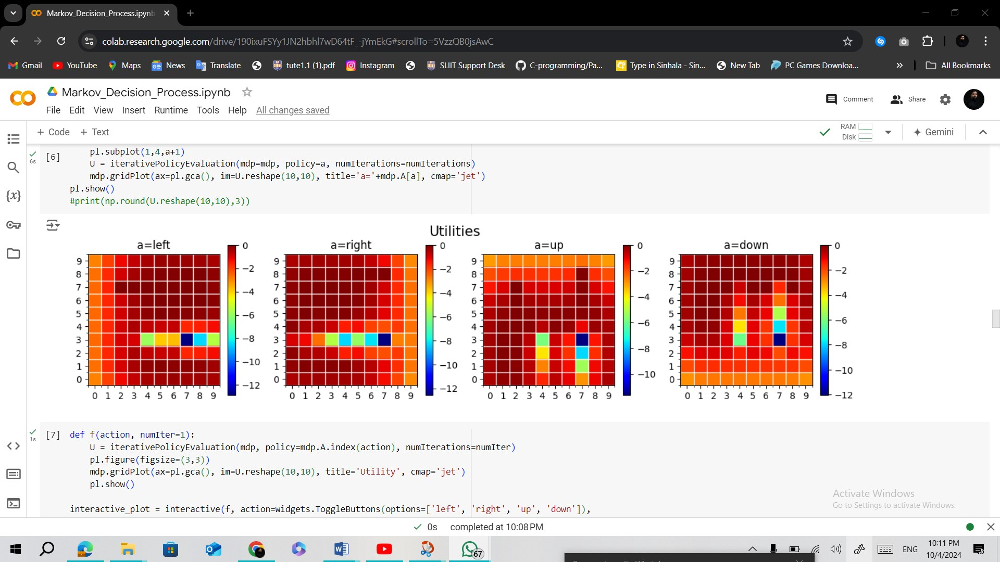 Markov_Decision_Process.ipynb
colab.research.google.com/drive/190ixuFSYy1JN2hbhl7wD64tF_-jYmEkG#scrollTo=5VzzQB0jsAwC
Gmail YouTube Maps News Translate tute1.1 (1).pdf Instagram SLIIT Support Desk C-programming/Pa... Type in Sinhala - Sin... New Tab PC Games Downloa... » All Bookmarks
Markov_Decision_Process.ipynb
Comment Share
File Edit View Insert Runtime Tools Help All changes saved
+ Code + Text
RAM
Disk
Gemini
[6]
6s
pl.subplot(1,4,a+1)
U = iterativePolicyEvaluation(mdp=mdp, policy=a, numIterations=numIterations)
mdp.gridPlot(ax=pl.gca(), im=U.reshape(10,10), title='a='+mdp.A[a], cmap='jet')
pl.show()
#print(np.round(U.reshape(10,10),3))
Utilities
a=left
9
8
7
6
5
4
3
2
1
0
0 1 2 3 4 5 6 7 8 9
0
−2
−4
−6
−8
−10
−12
a=right
9
8
7
6
5
4
3
2
1
0
0 1 2 3 4 5 6 7 8 9
0
−2
−4
−6
−8
−10
−12
a=up
9
8
7
6
5
4
3
2
1
0
0 1 2 3 4 5 6 7 8 9
0
−2
−4
−6
−8
−10
a=down
9
8
7
6
5
4
3
2
1
0
0 1 2 3 4 5 6 7 8 9
0
−2
−4
−6
−8
−10
−12
[7]
1s
def f(action, numIter=1):
U = iterativePolicyEvaluation(mdp, policy=mdp.A.index(action), numIterations=numIter)
pl.figure(figsize=(3,3))
mdp.gridPlot(ax=pl.gca(), im=U.reshape(10,10), title='Utility', cmap='jet')
pl.show()
interactive_plot = interactive(f, action=widgets.ToggleButtons(options=['left', 'right', 'up', 'down']),
Activate Windows
Go to Settings to activate Windows.
0s completed at 10:08 PM
67
ENG
10:11 PM
10/4/2024